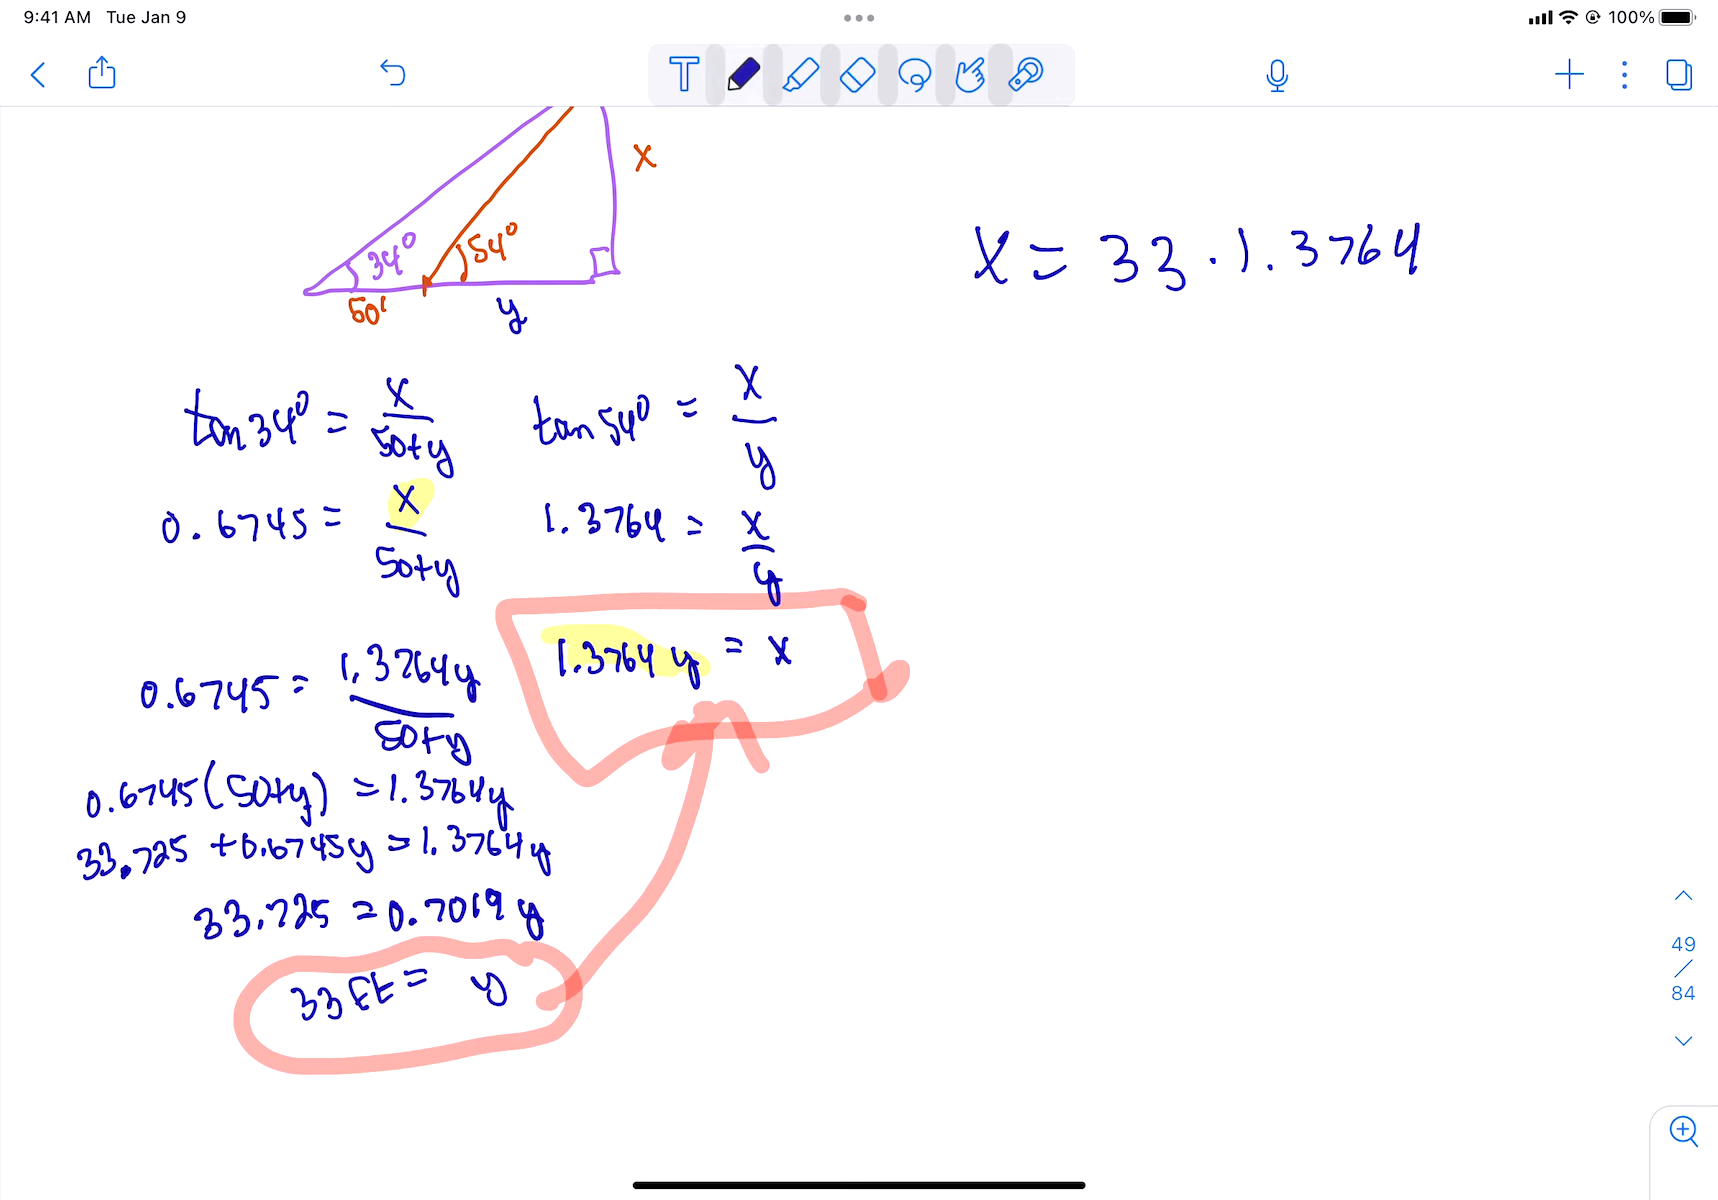 9:41 AM Tue Jan 9
100%
T
x
34° 54°
50' y
x = 33 · 1.3764
tan 34° = x/50+y
tan 54° = x/y
0.6745 = x/50+y
1.3764 = x/y
1.3764 y = x
0.6745 = 1.3764y/50+y
0.6745(50+y) = 1.3764y
33.725 + 0.6745y = 1.3764y
33.725 = 0.7019 y
33 ft = y
49
/
84